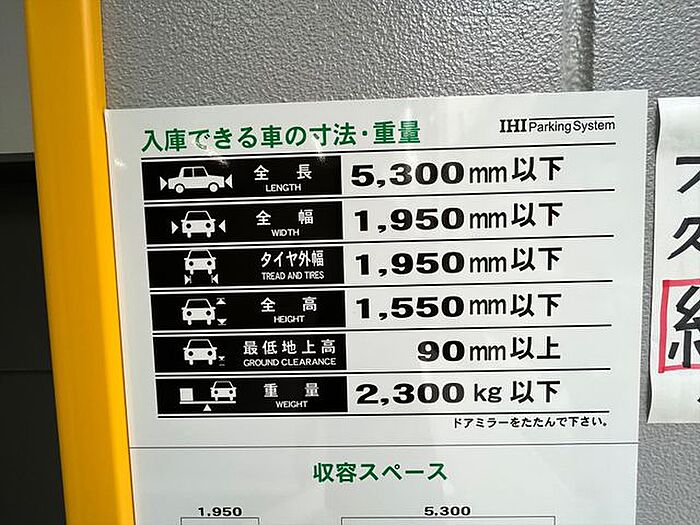 入庫できる車の寸法・重量
IHI Parking System
全長 5,300mm以下
LENGTH
全幅 1,950mm以下
WIDTH
タイヤ外幅 1,950mm以下
TREAD AND TIRES
全高 1,550mm以下
HEIGHT
最低地上高 90mm以上
GROUND CLEARANCE
重量 2,300kg以下
WEIGHT
ドアミラーをたたんで下さい。
収容スペース
1.950 5.300